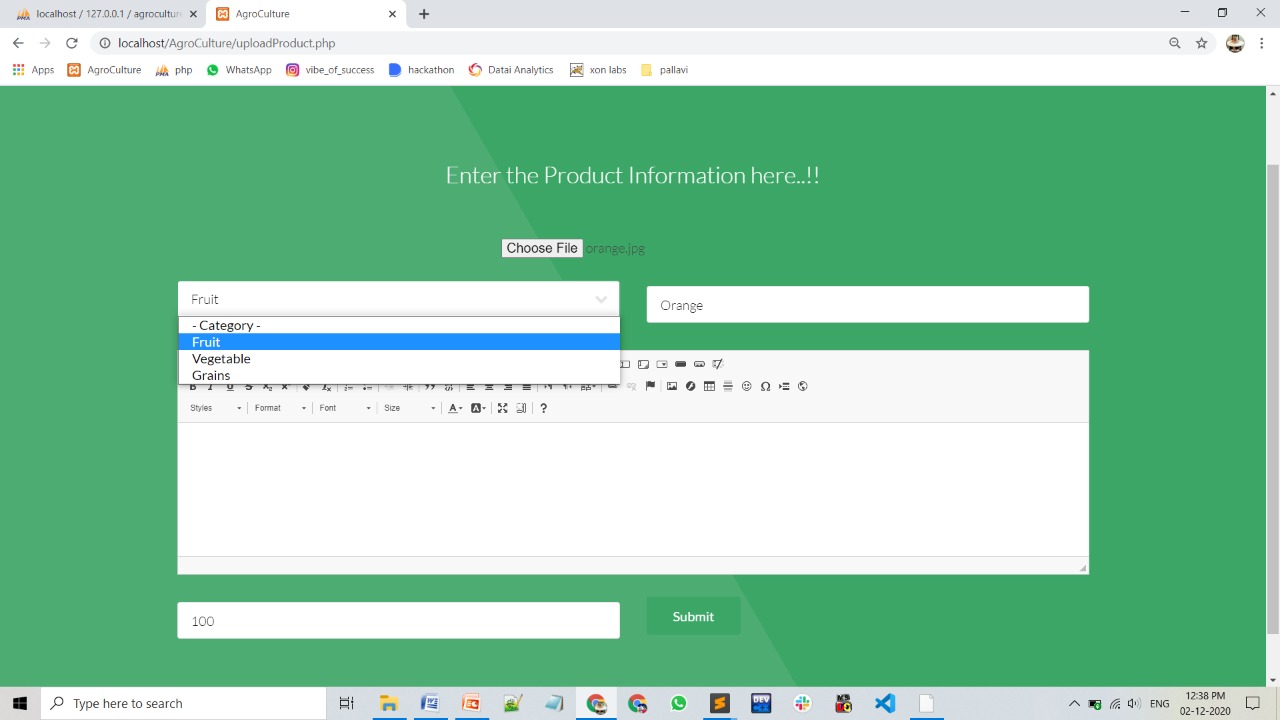 localhost / 127.0.0.1 / agricultur
AgroCulture
localhost/AgroCulture/uploadProduct.php
Apps
AgroCulture
php
WhatsApp
vibe_of_success
hackathon
Datai Analytics
xon labs
pallavi
Enter the Product Information here..!!
Choose File orange.jpg
Fruit
Orange
- Category -
Fruit
Vegetable
Grains
Styles
Format
Font
Size
100
Submit
Type here to search
ENG
12:38 PM
02-12-2020